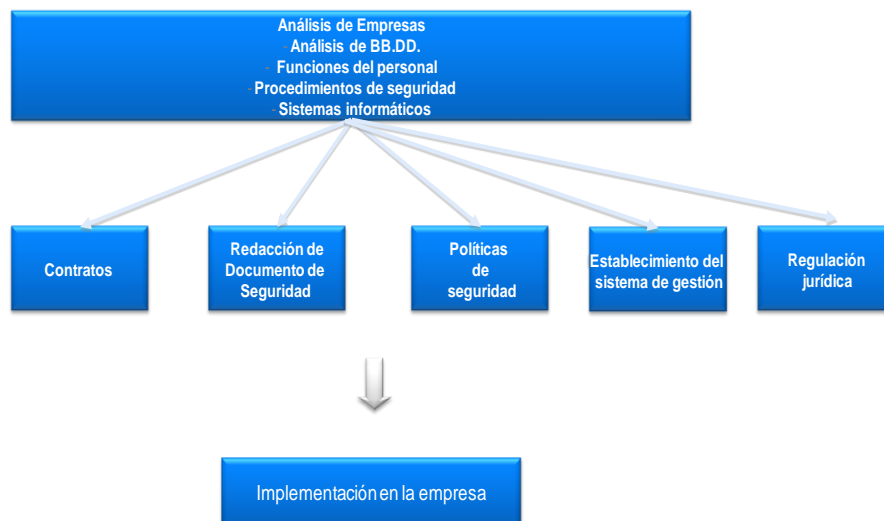 Análisis de Empresas
- Análisis de BB.DD.
- Funciones del personal
- Procedimientos de seguridad
- Sistemas informáticos
Contratos
Redacción de
Documento de
Seguridad
Políticas
de
seguridad
Establecimiento del
sistema de gestión
Regulación
jurídica
Implementación en la empresa